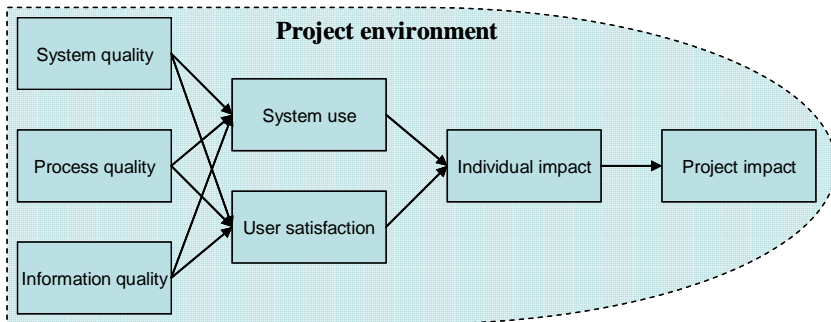 Project environment
System quality
System use
Process quality
Individual impact
Project impact
User satisfaction
Information quality